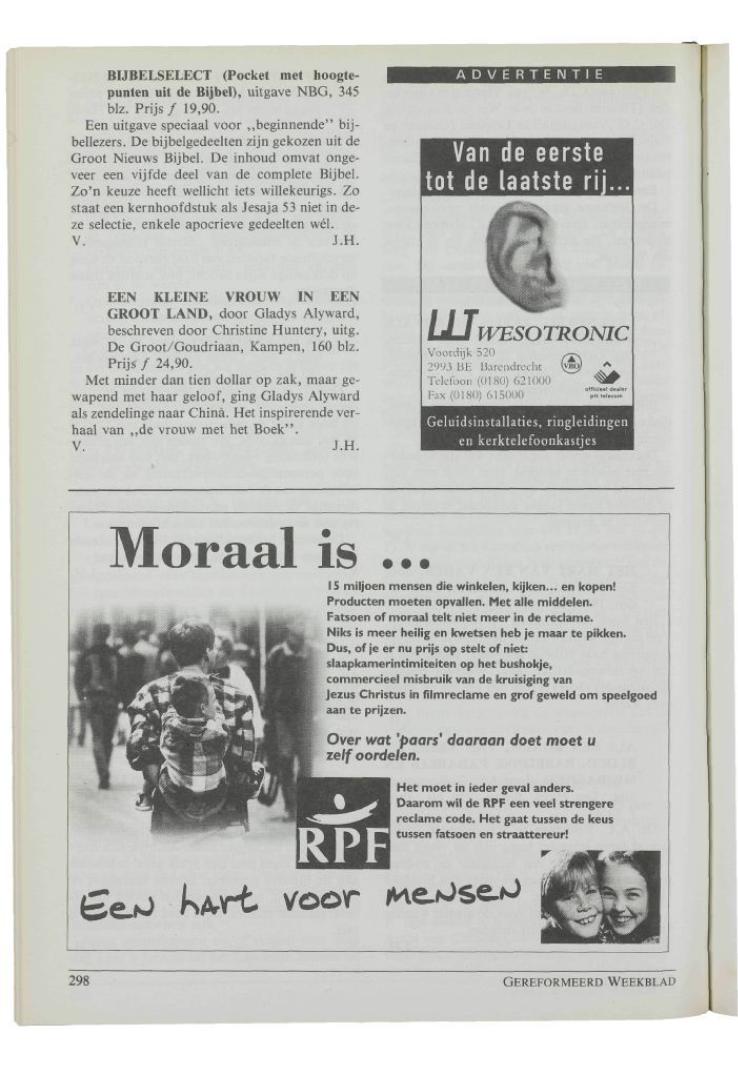 BIJBELSELECT (Pocket met hoogte-
punten uit de Bijbel), uitgave NBG, 345
blz. Prijs ƒ 19,90.
Een uitgave speciaal voor ,,beginnende'' bij-
bellezers. De bijbelgedeelten zijn gekozen uit de
Groot Nieuws Bijbel. De inhoud omvat onge-
veer een vijfde deel van de complete Bijbel.
Zo'n keuze heeft wellicht iets willekeurigs. Zo
staat een kernhoofdstuk als Jesaja 53 niet in de-
ze selectie, enkele apocrieve gedeelten wél.
V. J.H.
EEN KLEINE VROUW IN EEN
GROOT LAND, door Gladys Alyward,
beschreven door Christine Huntery, uitg.
De Groot/Goudriaan, Kampen, 160 blz.
Prijs ƒ 24,90.
Met minder dan tien dollar op zak, maar ge-
wapend met haar geloof, ging Gladys Alyward
als zendelinge naar China. Het inspirerende ver-
haal van ,,de vrouw met het Boek''.
V. J.H.
ADVERTENTIE
Van de eerste
tot de laatste rij...
WESOTRONIC
Voordijk 520
2993 BE Barendrecht
Telefoon (0180) 621000
Fax (0180) 615000
VBO
officieel dealer
ptt telecom
Geluidsinstallaties, ringleidingen
en kerktelefoonkastjes
Moraal is ...
15 miljoen mensen die winkelen, kijken... en kopen!
Producten moeten opvallen. Met alle middelen.
Fatsoen of moraal telt niet meer in de reclame.
Niks is meer heilig en kwetsen heb je maar te pikken.
Dus, of je er nu prijs op stelt of niet:
slaapkamerintimiteiten op het bushokje,
commercieel misbruik van de kruisiging van
Jezus Christus in filmreclame en grof geweld om speelgoed
aan te prijzen.
Over wat 'paars' daaraan doet moet u
zelf oordelen.
RPF
Het moet in ieder geval anders.
Daarom wil de RPF een veel strengere
reclame code. Het gaat tussen de keus
tussen fatsoen en straatterreur!
Een hart voor mensen
298 GEREFORMEERD WEEKBLAD